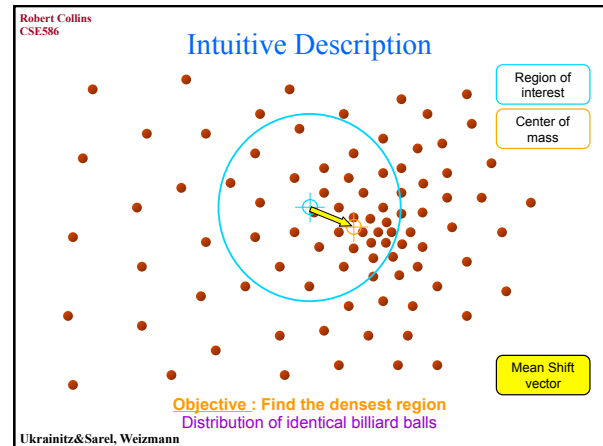 Robert Collins
CSE586
Intuitive Description
Region of
interest
Center of
mass
Mean Shift
vector
Objective : Find the densest region
Distribution of identical billiard balls
Ukrainitz&Sarel, Weizmann